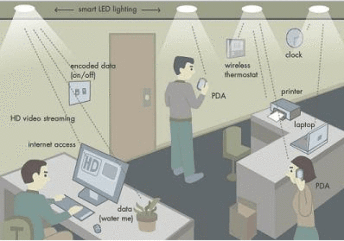 smart LED lighting
encoded data
(on/off)
wireless
thermostat
clock
PDA
printer
HD video streaming
laptop
internet access
HD
data
(water me)
PDA